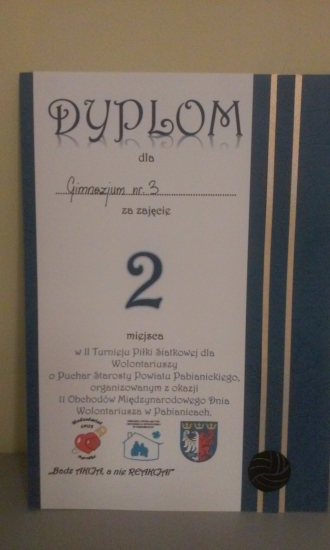 DYPLOM
dla
Gimnazjum nr. 3
za zajęcie
2
miejsca
w II Turnieju Piłki Siatkowej dla
Wolontariuszy
o Puchar Starosty Powiatu Pabianickiego,
organizowanym z okazji
II Obchodów Międzynarodowego Dnia
Wolontariusza w Pabianicach,
„Bądź AKCJĄ, a nie REAKCJĄ!”